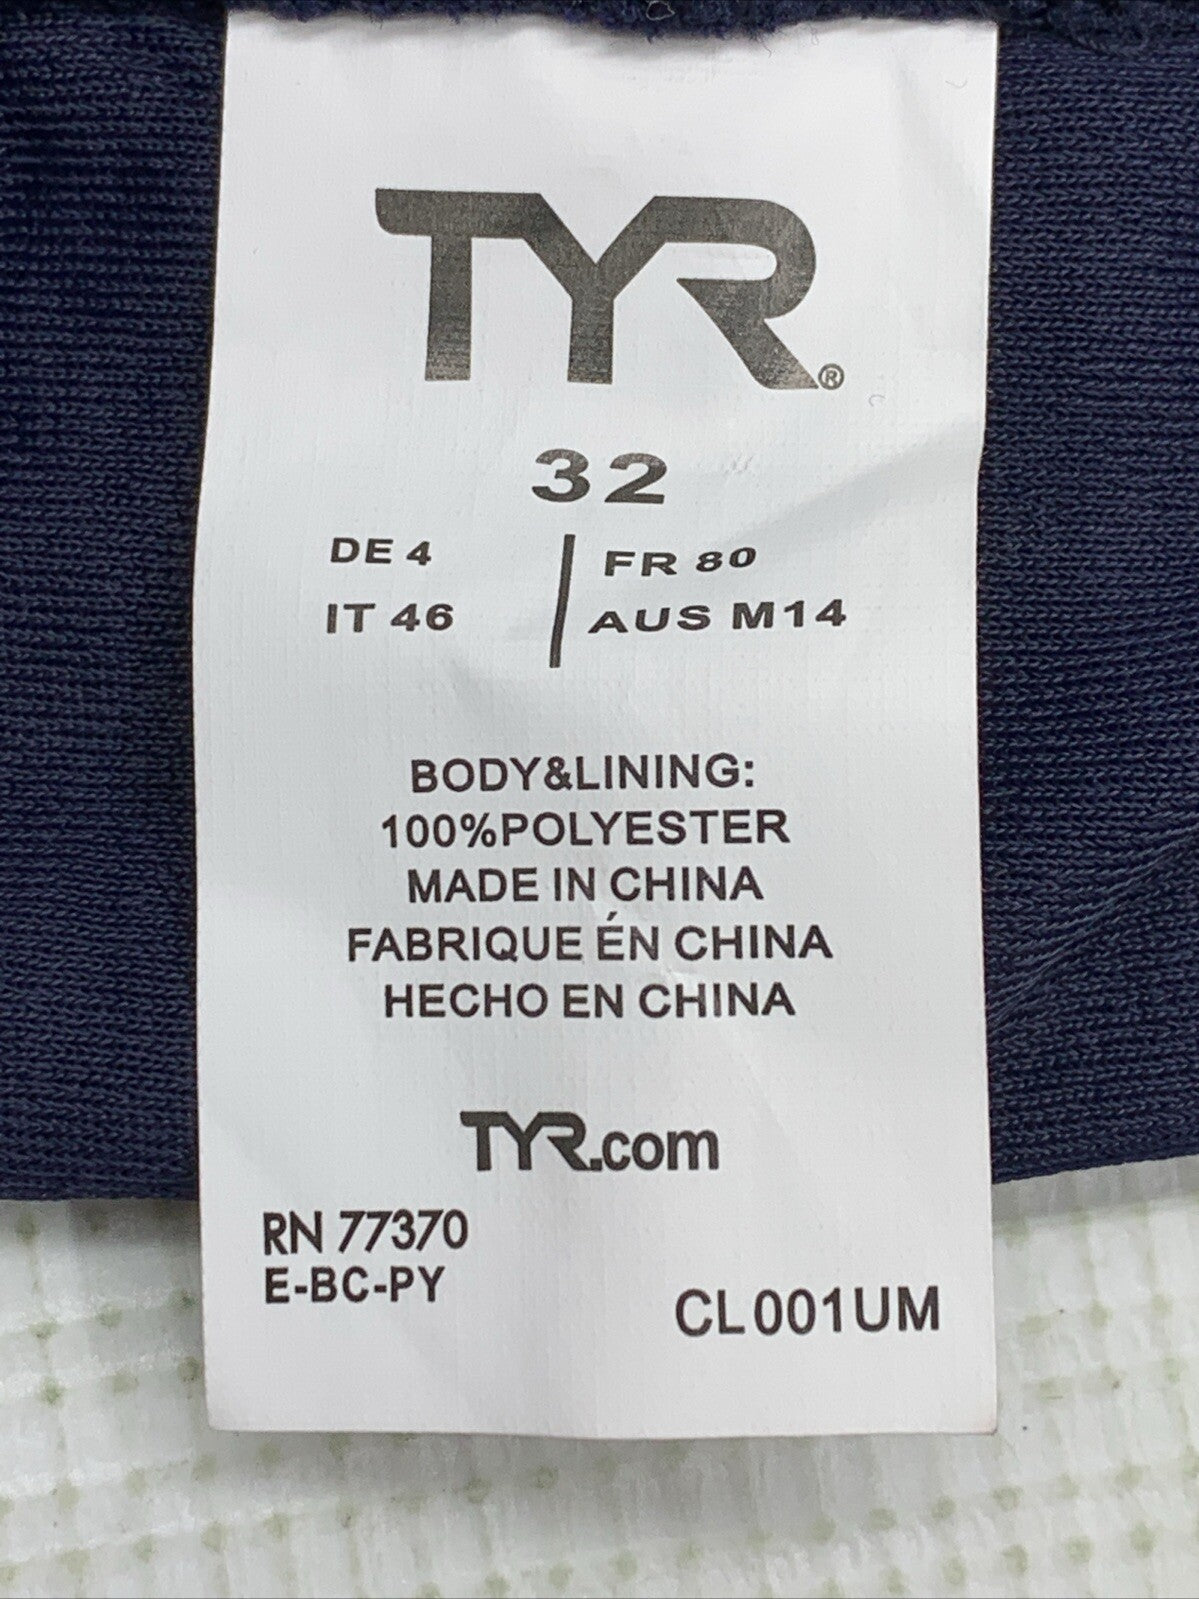 TYR®
32
DE 4 | FR 80
IT 46 | AUS M14
BODY&LINING:
100%POLYESTER
MADE IN CHINA
FABRIQUE ÉN CHINA
HECHO EN CHINA
TYR.com
RN 77370
E-BC-PY
CL001UM